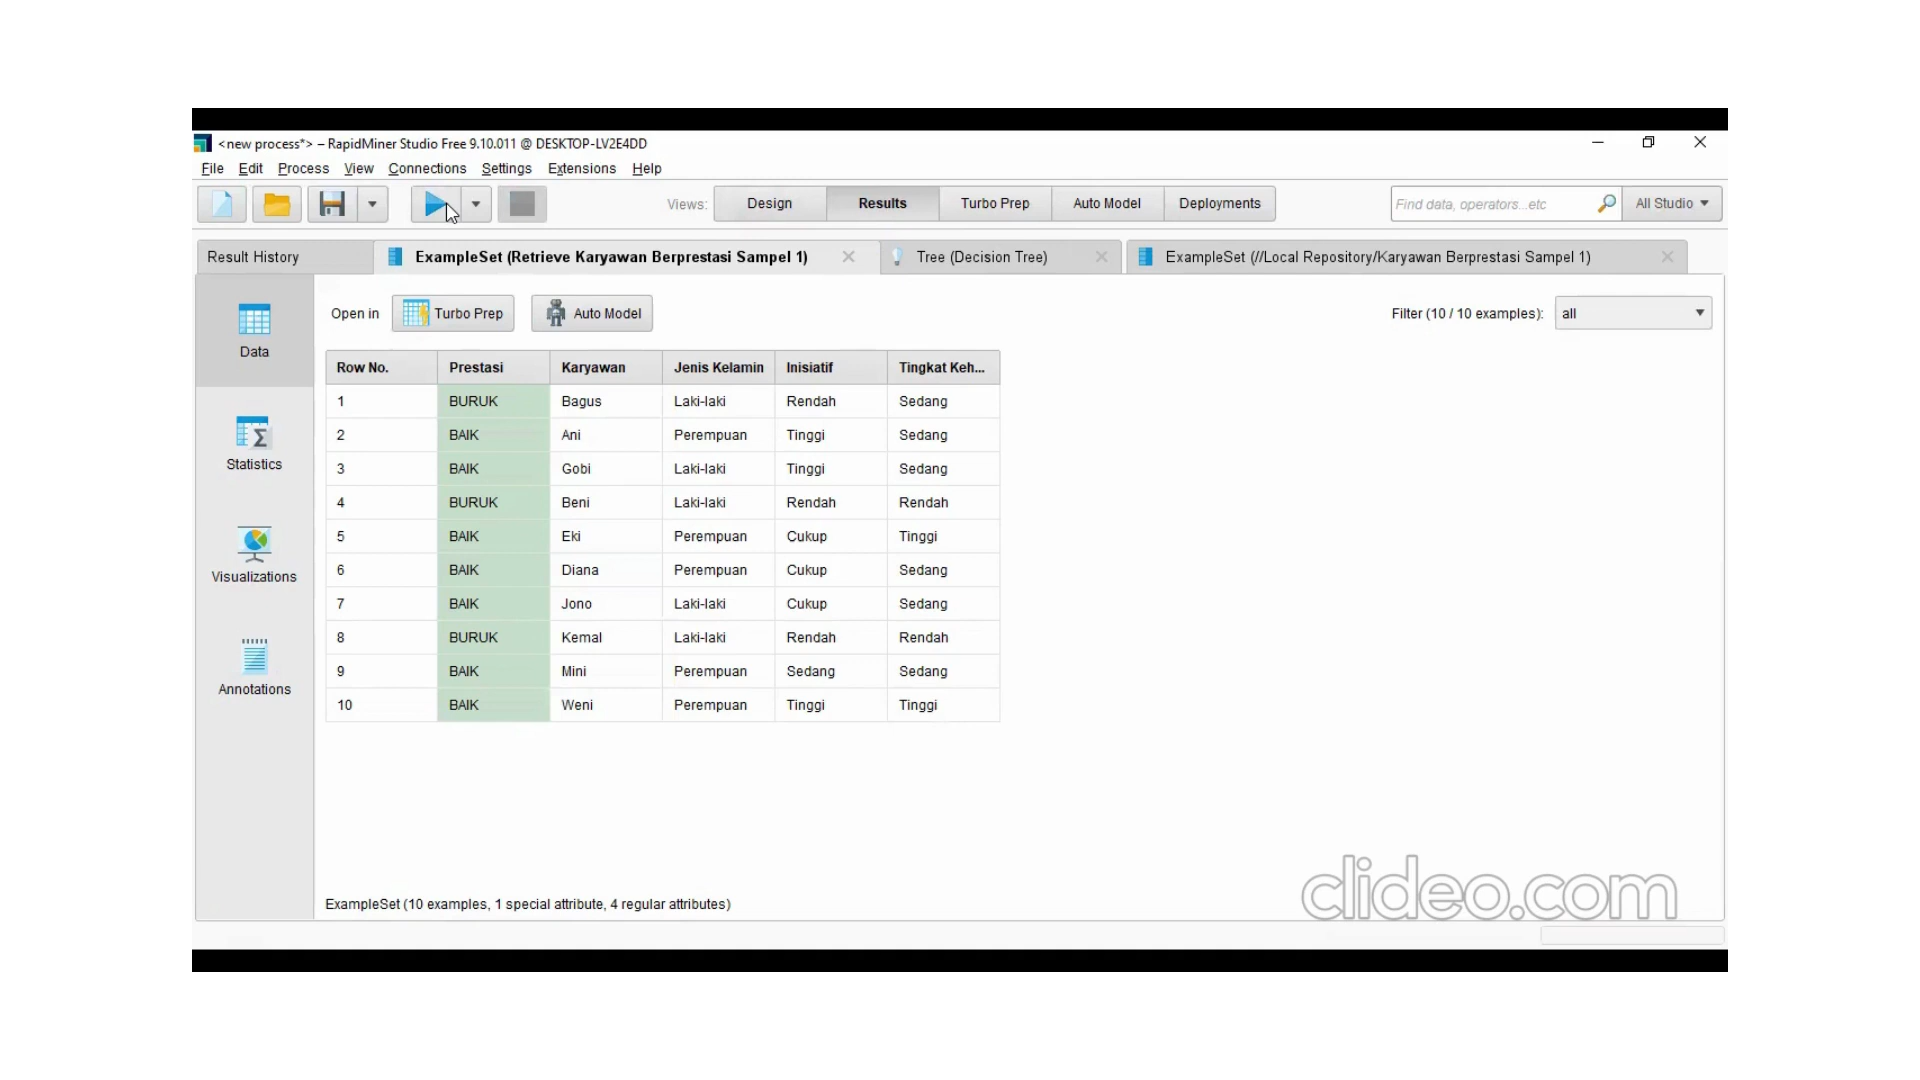 <new process*> – RapidMiner Studio Free 9.10.011 @ DESKTOP-LV2E4DD
File Edit Process View Connections Settings Extensions Help
Views: Design Results Turbo Prep Auto Model Deployments Find data, operators...etc All Studio
Result History ExampleSet (Retrieve Karyawan Berprestasi Sampel 1) Tree (Decision Tree) ExampleSet (//Local Repository/Karyawan Berprestasi Sampel 1)
Open in Turbo Prep Auto Model Filter (10 / 10 examples): all
Data
Statistics
Visualizations
Annotations
Row No. Prestasi Karyawan Jenis Kelamin Inisiatif Tingkat Keh...
1 BURUK Bagus Laki-laki Rendah Sedang
2 BAIK Ani Perempuan Tinggi Sedang
3 BAIK Gobi Laki-laki Tinggi Sedang
4 BURUK Beni Laki-laki Rendah Rendah
5 BAIK Eki Perempuan Cukup Tinggi
6 BAIK Diana Perempuan Cukup Sedang
7 BAIK Jono Laki-laki Cukup Sedang
8 BURUK Kemal Laki-laki Rendah Rendah
9 BAIK Mini Perempuan Sedang Sedang
10 BAIK Weni Perempuan Tinggi Tinggi
ExampleSet (10 examples, 1 special attribute, 4 regular attributes)
clideo.com